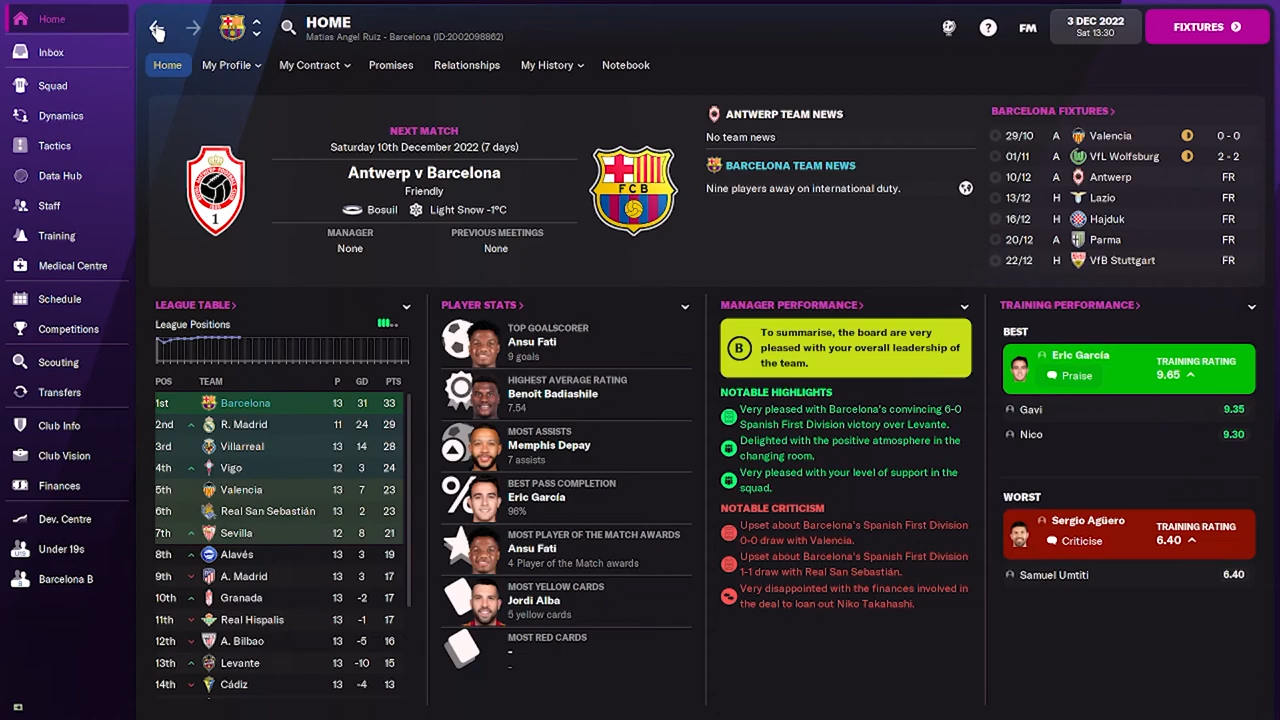 Home
Inbox
Squad
Dynamics
Tactics
Data Hub
Staff
Training
Medical Centre
Schedule
Competitions
Scouting
Transfers
Club Info
Club Vision
Finances
Dev. Centre
Under 19s
Barcelona B
HOME
Matías Angel Ruiz - Barcelona (ID:2002098862)
FM
3 DEC 2022
Sat 13:30
FIXTURES
Home
My Profile
My Contract
Promises
Relationships
My History
Notebook
NEXT MATCH
Saturday 10th December 2022 (7 days)
Antwerp v Barcelona
Friendly
Bosuil Light Snow -1°C
MANAGER PREVIOUS MEETINGS
None None
1
FCB
ANTWERP TEAM NEWS
No team news
BARCELONA TEAM NEWS
Nine players away on international duty.
BARCELONA FIXTURES
29/10 A Valencia 0 - 0
01/11 A VfL Wolfsburg 2 - 2
10/12 A Antwerp FR
13/12 H Lazio FR
16/12 H Hajduk FR
20/12 A Parma FR
22/12 H VfB Stuttgart FR
LEAGUE TABLE
League Positions
POS TEAM P GD PTS
1st Barcelona 13 31 33
2nd R. Madrid 11 24 29
3rd Villarreal 13 14 28
4th Vigo 12 3 24
5th Valencia 13 7 23
6th Real San Sebastián 13 2 23
7th Sevilla 12 8 21
8th Alavés 13 3 19
9th A. Madrid 13 3 17
10th Granada 13 -2 17
11th Real Hispalis 13 -1 17
12th A. Bilbao 13 -5 16
13th Levante 13 -10 15
14th Cádiz 13 -4 13
PLAYER STATS
TOP GOALSCORER
Ansu Fati
9 goals
HIGHEST AVERAGE RATING
Benoît Badiashile
7.54
MOST ASSISTS
Memphis Depay
7 assists
BEST PASS COMPLETION
Eric García
96%
MOST PLAYER OF THE MATCH AWARDS
Ansu Fati
4 Player of the Match awards
MOST YELLOW CARDS
Jordi Alba
5 yellow cards
MOST RED CARDS
-
-
MANAGER PERFORMANCE
B
To summarise, the board are very
pleased with your overall leadership of
the team.
NOTABLE HIGHLIGHTS
Very pleased with Barcelona's convincing 6-0
Spanish First Division victory over Levante.
Delighted with the positive atmosphere in the
changing room.
Very pleased with your level of support in the
squad.
NOTABLE CRITICISM
Upset about Barcelona's Spanish First Division
0-0 draw with Valencia.
Upset about Barcelona's Spanish First Division
1-1 draw with Real San Sebastián.
Very disappointed with the finances involved in
the deal to loan out Niko Takahashi.
TRAINING PERFORMANCE
BEST
Eric García
Praise
TRAINING RATING
9.65
Gavi 9.35
Nico 9.30
WORST
Sergio Agüero
Criticise
TRAINING RATING
6.40
Samuel Umtiti 6.40